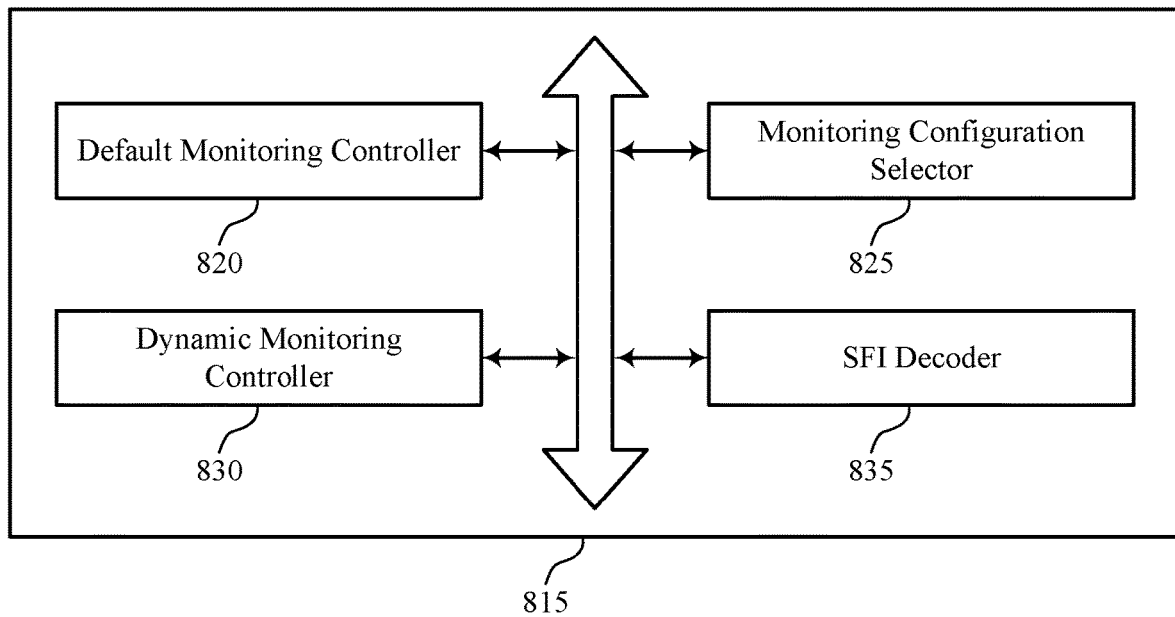 Default Monitoring Controller
820
Monitoring Configuration
Selector
825
Dynamic Monitoring
Controller
830
SFI Decoder
835
815